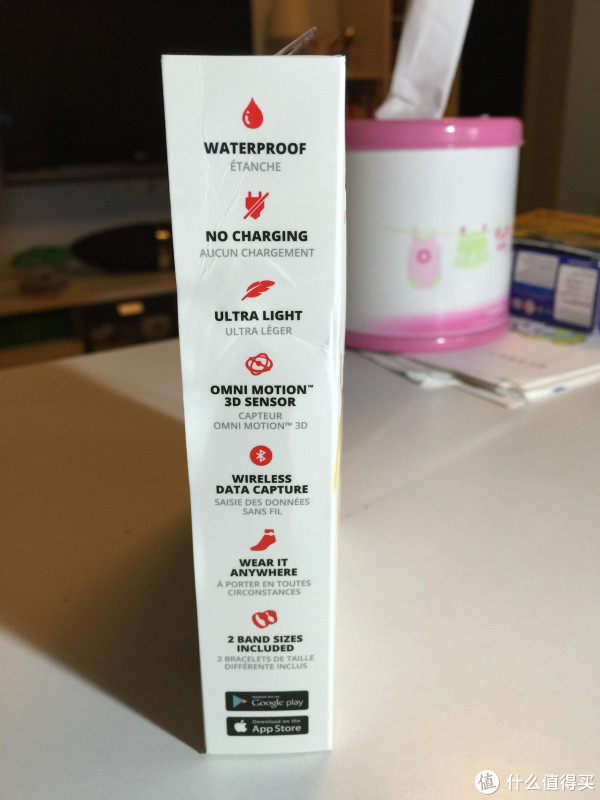 WATERPROOF
ÉTANCHE
NO CHARGING
AUCUN CHARGEMENT
ULTRA LIGHT
ULTRA LÉGER
OMNI MOTION™
3D SENSOR
CAPTEUR
OMNI MOTION™ 3D
WIRELESS
DATA CAPTURE
SAISIE DES DONNÉES
SANS FIL
WEAR IT
ANYWHERE
À PORTER EN TOUTES
CIRCONSTANCES
2 BAND SIZES
INCLUDED
2 BRACELETS DE TAILLE
DIFFÉRENTE INCLUS
Google play
Download on the
App Store
值 什么值得买